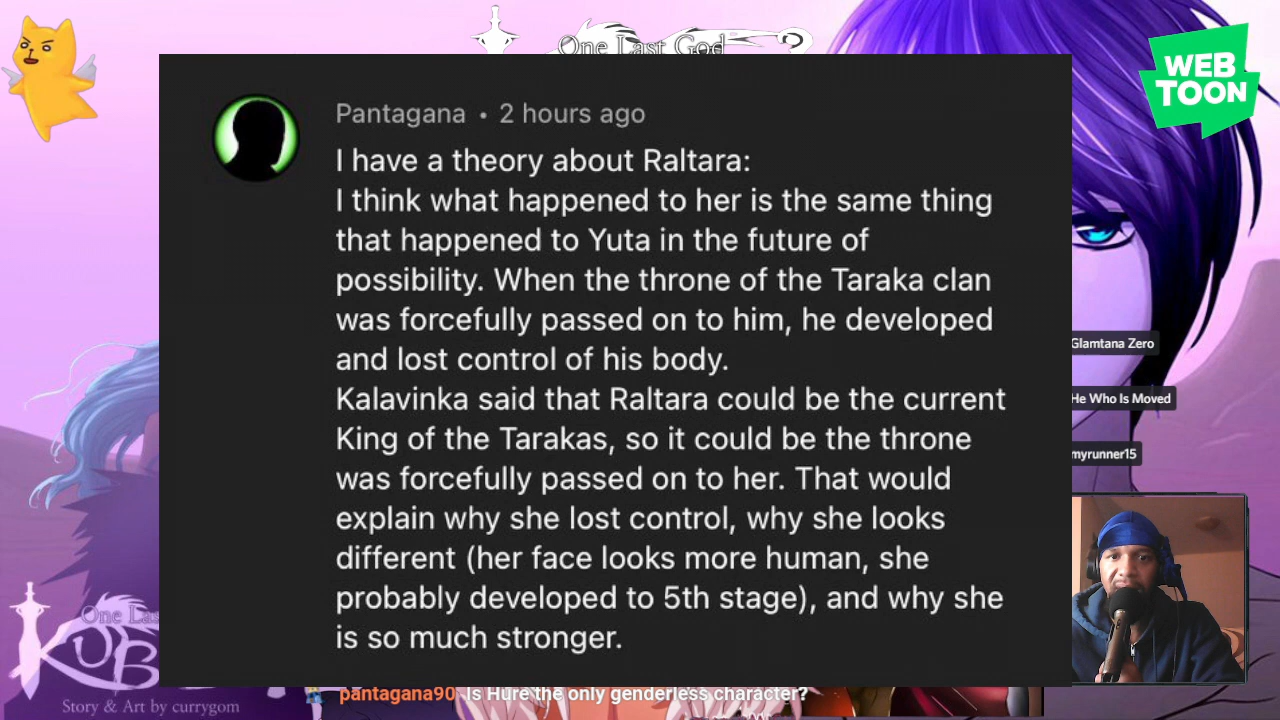 One Last God
WEB
TOON
Pantagana • 2 hours ago
I have a theory about Raltara:
I think what happened to her is the same thing
that happened to Yuta in the future of
possibility. When the throne of the Taraka clan
was forcefully passed on to him, he developed
and lost control of his body.
Kalavinka said that Raltara could be the current
King of the Tarakas, so it could be the throne
was forcefully passed on to her. That would
explain why she lost control, why she looks
different (her face looks more human, she
probably developed to 5th stage), and why she
is so much stronger.
Glamtana Zero
He Who Is Moved
myrunner15
One Las
KUB
Story & Art by currygom
pantagana90: Is Hure the only genderless character?